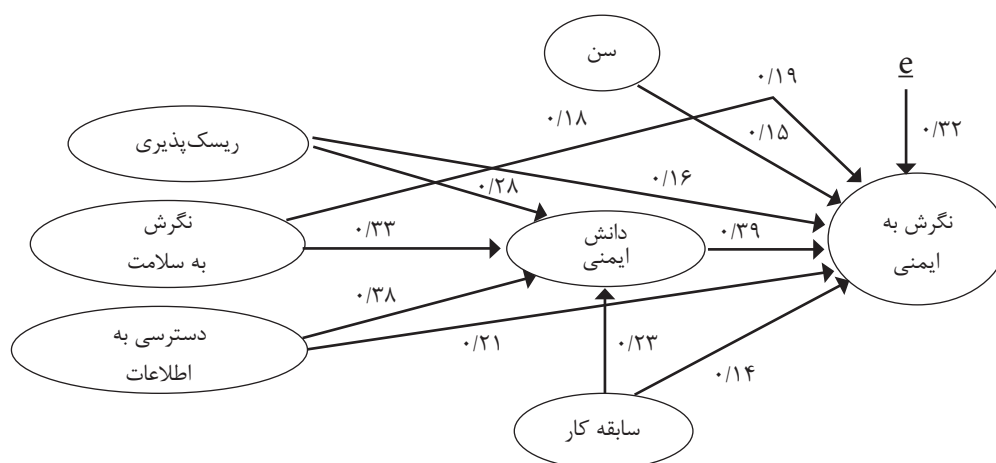 سن
e
۰/۱۹
۰/۳۲
۰/۱۸
۰/۱۵
ریسک‌پذیری
۰/۲۸
۰/۱۶
نگرش
به سلامت
۰/۳۳
دانش
ایمنی
۰/۳۹
نگرش به
ایمنی
۰/۳۸
دسترسی به
اطلاعات
۰/۲۱
۰/۲۳
۰/۱۴
سابقه کار